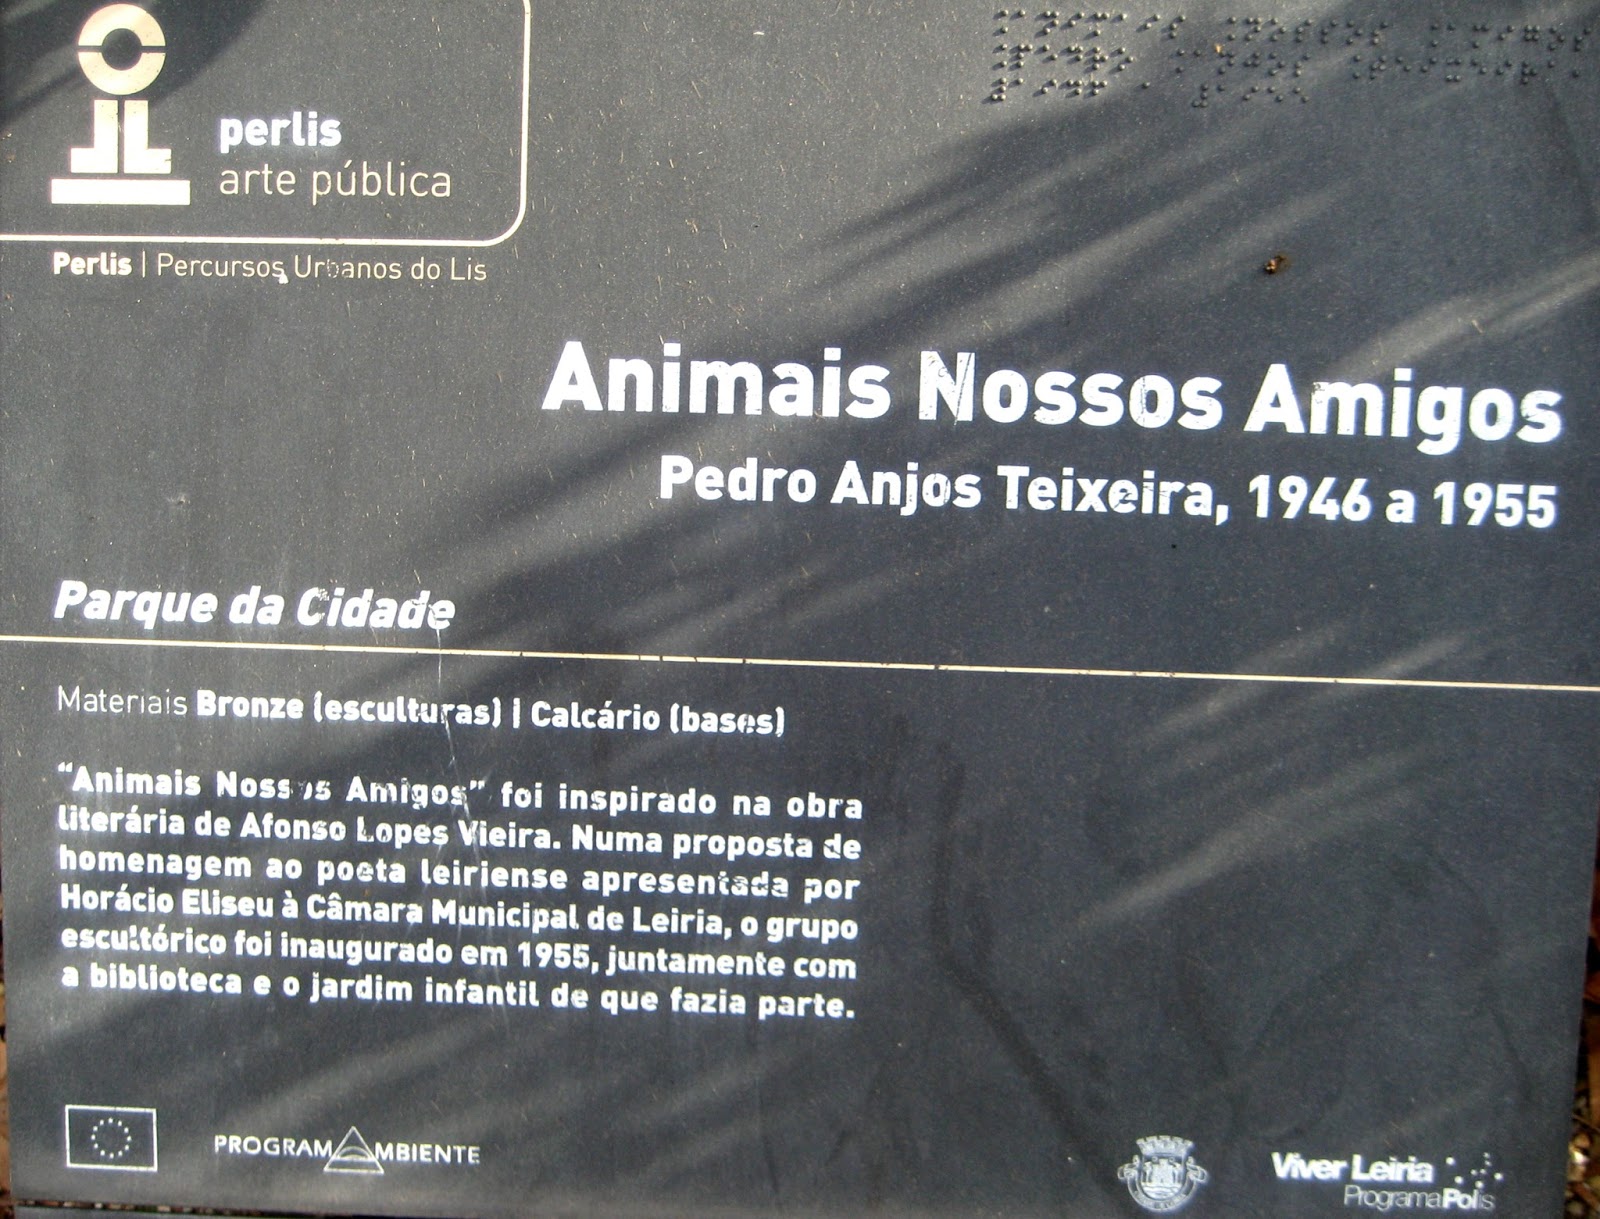 perlis
arte pública
Perlis | Percursos Urbanos do Lis
Animais Nossos Amigos
Pedro Anjos Teixeira, 1946 a 1955
Parque da Cidade
Materiais Bronze (esculturas) | Calcário (bases)
“Animais Nossos Amigos” foi inspirado na obra
literária de Afonso Lopes Vieira. Numa proposta de
homenagem ao poeta leiriense apresentada por
Horácio Eliseu à Câmara Municipal de Leiria, o grupo
escultórico foi inaugurado em 1955, juntamente com
a biblioteca e o jardim infantil de que fazia parte.
PROGRAMAMBIENTE
Viver Leiria
ProgramaPolis